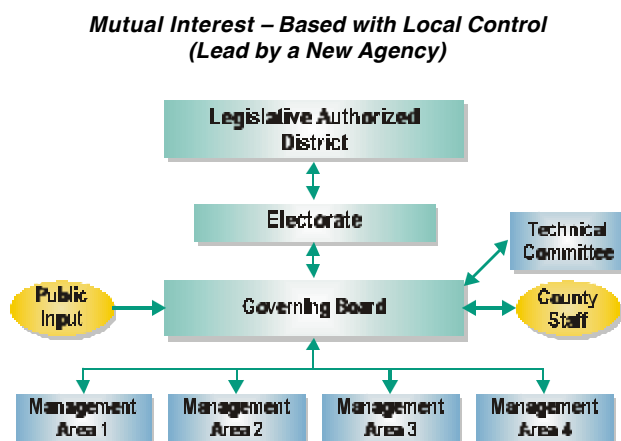 Mutual Interest – Based with Local Control
(Lead by a New Agency)
Legislative Authorized
District
Electorate
Technical
Committee
Public
Input
Governing Board
County
Staff
Management
Area 1
Management
Area 2
Management
Area 3
Management
Area 4